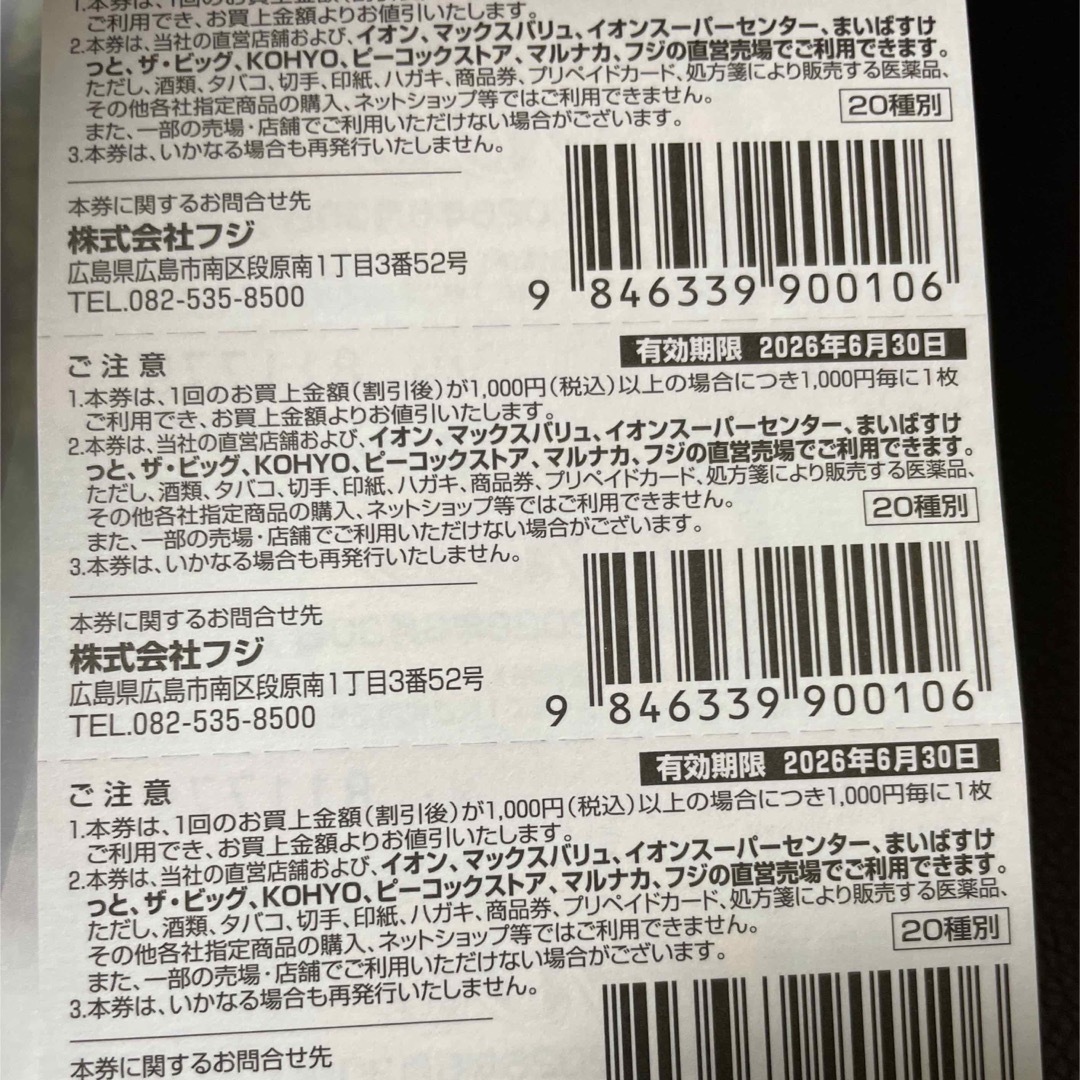 1.本券は、1回のお買上金額
ご利用でき、お買上金額よりお値引いたします。
2.本券は、当社の直営店舗および、イオン、マックスバリュ、イオンスーパーセンター、まいばすけ
っと、ザ・ビッグ、KOHYO、ピーコックストア、マルナカ、フジの直営売場でご利用できます。
ただし、酒類、タバコ、切手、印紙、ハガキ、商品券、プリペイドカード、処方箋により販売する医薬品、
その他各社指定商品の購入、ネットショップ等ではご利用できません。
また、一部の売場・店舗でご利用いただけない場合がございます。
20種別
3.本券は、いかなる場合も再発行いたしません。
本券に関するお問合せ先
株式会社フジ
広島県広島市南区段原南1丁目3番52号
TEL.082-535-8500
9 846339 900106
有効期限 2026年6月30日
ご注意
1.本券は、1回のお買上金額(割引後)が1,000円(税込)以上の場合につき1,000円毎に1枚
ご利用でき、お買上金額よりお値引いたします。
2.本券は、当社の直営店舗および、イオン、マックスバリュ、イオンスーパーセンター、まいばすけ
っと、ザ・ビッグ、KOHYO、ピーコックストア、マルナカ、フジの直営売場でご利用できます。
ただし、酒類、タバコ、切手、印紙、ハガキ、商品券、プリペイドカード、処方箋により販売する医薬品、
その他各社指定商品の購入、ネットショップ等ではご利用できません。
また、一部の売場・店舗でご利用いただけない場合がございます。
20種別
3.本券は、いかなる場合も再発行いたしません。
本券に関するお問合せ先
株式会社フジ
広島県広島市南区段原南1丁目3番52号
TEL.082-535-8500
9 846339 900106
有効期限 2026年6月30日
ご注意
1.本券は、1回のお買上金額(割引後)が1,000円(税込)以上の場合につき1,000円毎に1枚
ご利用でき、お買上金額よりお値引いたします。
2.本券は、当社の直営店舗および、イオン、マックスバリュ、イオンスーパーセンター、まいばすけ
っと、ザ・ビッグ、KOHYO、ピーコックストア、マルナカ、フジの直営売場でご利用できます。
ただし、酒類、タバコ、切手、印紙、ハガキ、商品券、プリペイドカード、処方箋により販売する医薬品、
その他各社指定商品の購入、ネットショップ等ではご利用できません。
また、一部の売場・店舗でご利用いただけない場合がございます。
20種別
3.本券は、いかなる場合も再発行いたしません。
本券に関するお問合せ先